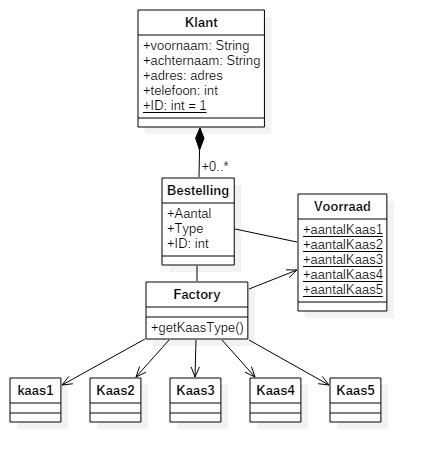 Klant
+voornaam: String
+achternaam: String
+adres: adres
+telefoon: int
+ID: int = 1
+0..*
Bestelling
+Aantal
+Type
+ID: int
Voorraad
+aantalKaas1
+aantalKaas2
+aantalKaas3
+aantalKaas4
+aantalKaas5
Factory
+getKaasType()
kaas1
Kaas2
Kaas3
Kaas4
Kaas5